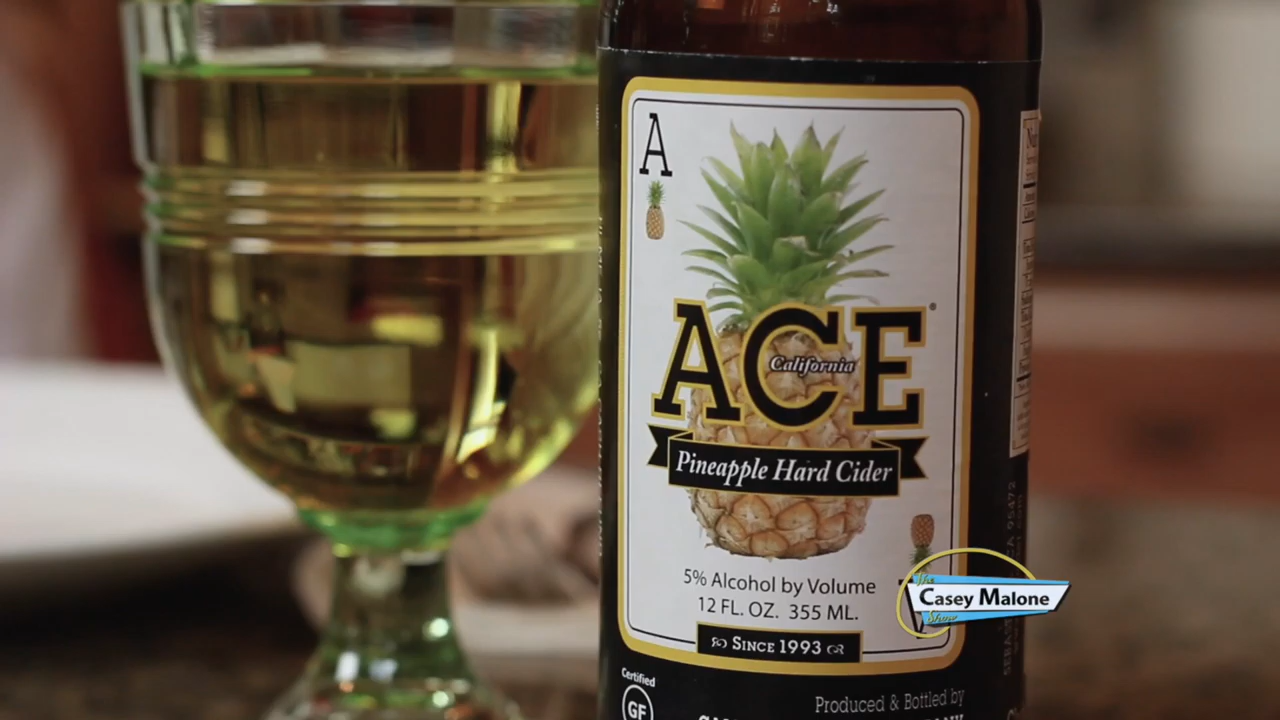 A
ACE®
California
Pineapple Hard Cider
5% Alcohol by Volume
12 FL. OZ. 355 ML.
SINCE 1993
Certified
GF
Produced & Bottled by
The
Casey Malone
Show